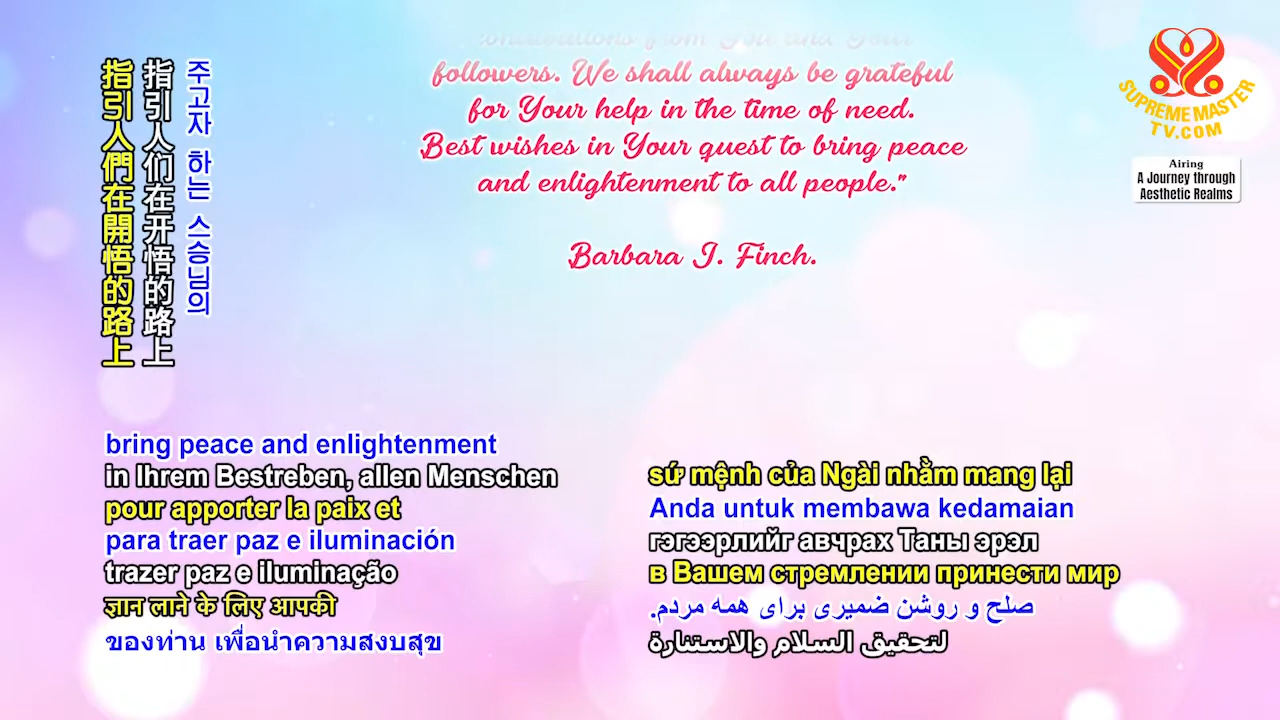 contributions from You and Your
followers. We shall always be grateful
for Your help in the time of need.
Best wishes in Your quest to bring peace
and enlightenment to all people."
Barbara J. Finch.
SUPREME MASTER
TV.COM
Airing
A Journey through
Aesthetic Realms
指引人們在開悟的路上
指引人们在开悟的路上
주고자 하는 스승님의
bring peace and enlightenment
in Ihrem Bestreben, allen Menschen
pour apporter la paix et
para traer paz e iluminación
trazer paz e iluminação
ज्ञान लाने के लिए आपकी
ของท่าน เพื่อนำความสงบสุข
sứ mệnh của Ngài nhằm mang lại
Anda untuk membawa kedamaian
гэгээрлийг авчрах Таны эрэл
в Вашем стремлении принести мир
صلح و روشن ضمیری برای همه مردم.
لتحقيق السلام والاستنارة